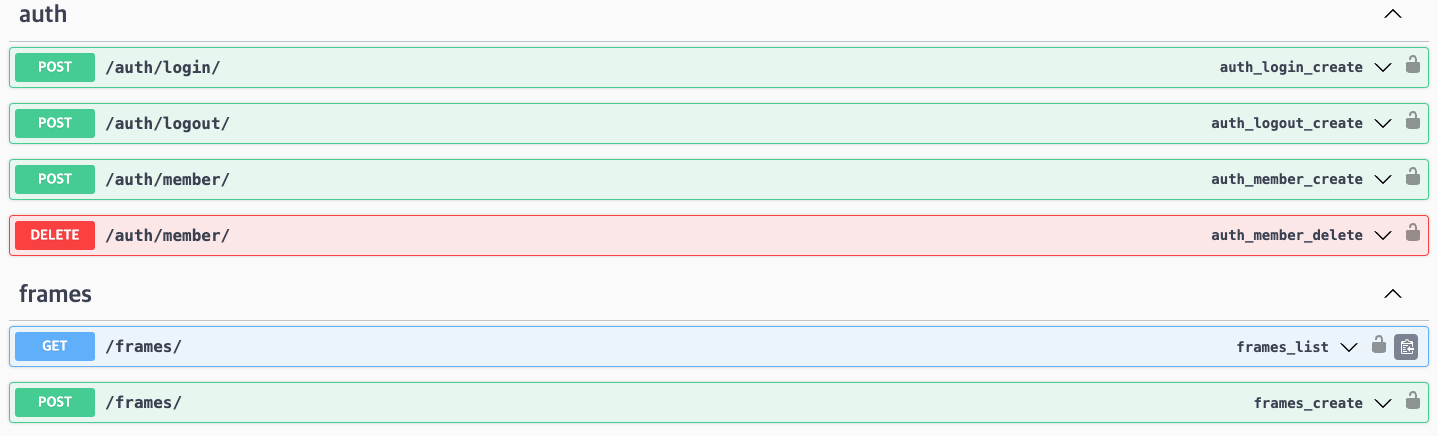 auth
POST /auth/login/ auth_login_create
POST /auth/logout/ auth_logout_create
POST /auth/member/ auth_member_create
DELETE /auth/member/ auth_member_delete
frames
GET /frames/ frames_list
POST /frames/ frames_create